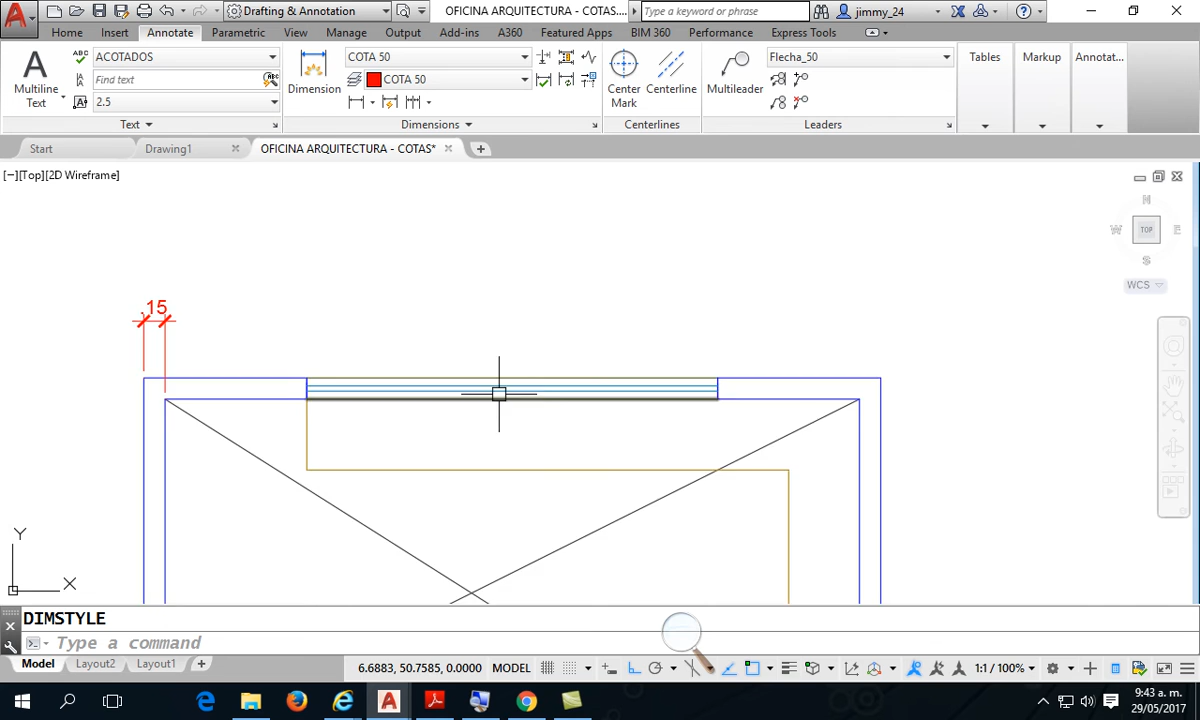 Drafting & Annotation
OFICINA ARQUITECTURA - COTAS....
Type a keyword or phrase
jimmy_24
Home Insert Annotate Parametric View Manage Output Add-ins A360 Featured Apps BIM 360 Performance Express Tools
Multiline Text
ACOTADOS
Find text
2.5
Text
Dimension
COTA 50
COTA 50
Dimensions
Center Mark
Centerline
Centerlines
Multileader
Flecha_50
Leaders
Tables
Markup
Annotat...
Start Drawing1 OFICINA ARQUITECTURA - COTAS*
[−][Top][2D Wireframe]
N
W TOP E
S
WCS
.15
Y
X
DIMSTYLE
Type a command
Model Layout2 Layout1
6.6883, 50.7585, 0.0000 MODEL 1:1 / 100%
9:43 a. m.
29/05/2017